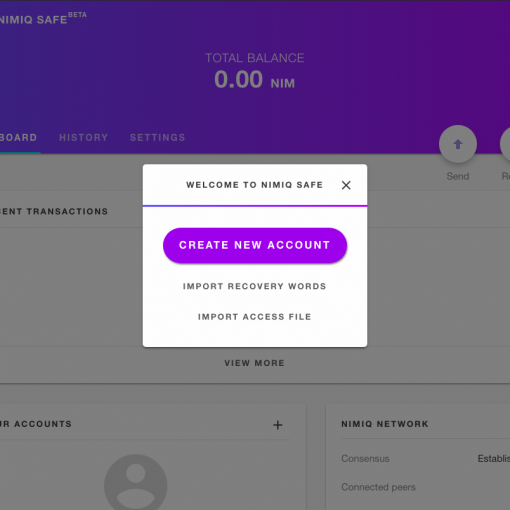 NIMIQ SAFE BETA
TOTAL BALANCE
0.00 NIM
BOARD HISTORY SETTINGS
Send
WELCOME TO NIMIQ SAFE
ENT TRANSACTIONS
CREATE NEW ACCOUNT
IMPORT RECOVERY WORDS
IMPORT ACCESS FILE
VIEW MORE
UR ACCOUNTS
NIMIQ NETWORK
Consensus Establis
Connected peers